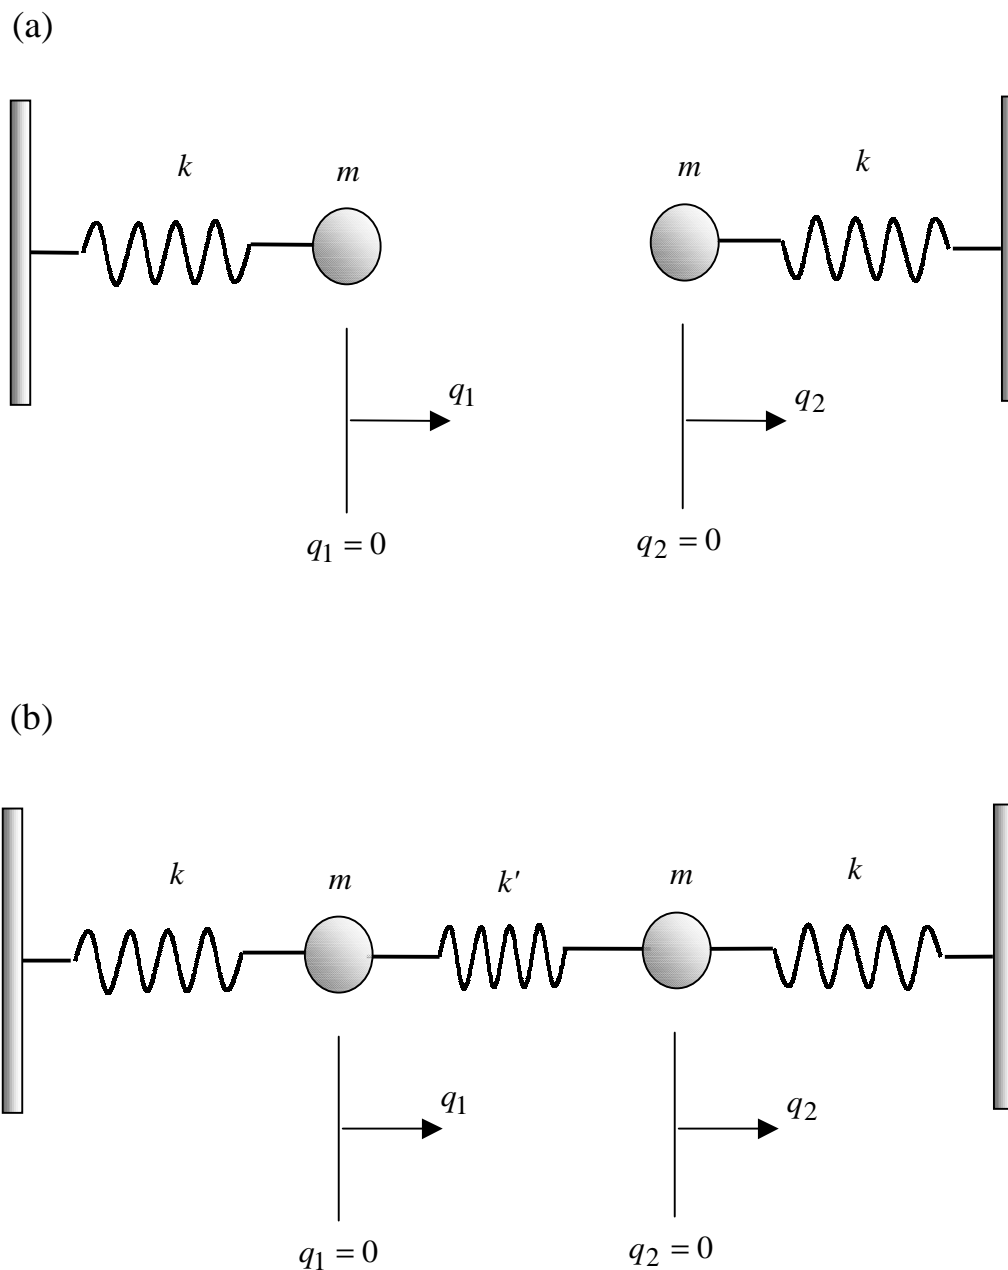 (a)
k m m k
q1 q2
q1 = 0 q2 = 0
(b)
k m k′ m k
q1 q2
q1 = 0 q2 = 0